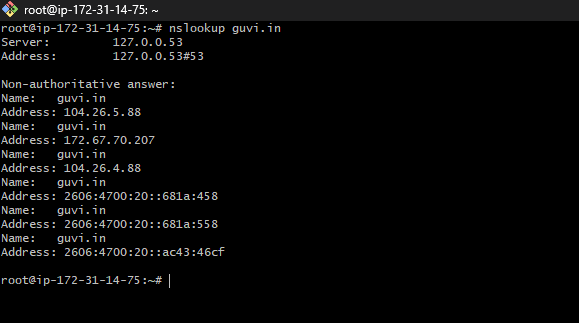 root@ip-172-31-14-75: ~
root@ip-172-31-14-75:~# nslookup guvi.in
Server:         127.0.0.53
Address:        127.0.0.53#53

Non-authoritative answer:
Name:   guvi.in
Address: 104.26.5.88
Name:   guvi.in
Address: 172.67.70.207
Name:   guvi.in
Address: 104.26.4.88
Name:   guvi.in
Address: 2606:4700:20::681a:458
Name:   guvi.in
Address: 2606:4700:20::681a:558
Name:   guvi.in
Address: 2606:4700:20::ac43:46cf

root@ip-172-31-14-75:~#